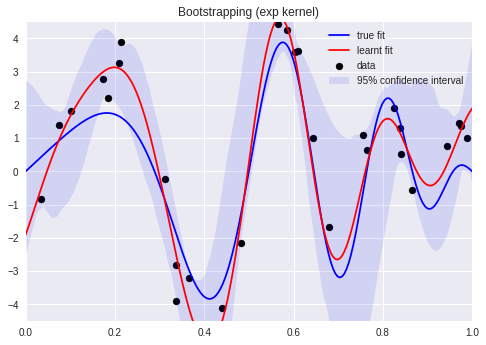 Bootstrapping (exp kernel)
true fit
learnt fit
data
95% confidence interval
4
3
2
1
0
−1
−2
−3
−4
0.0 0.2 0.4 0.6 0.8 1.0